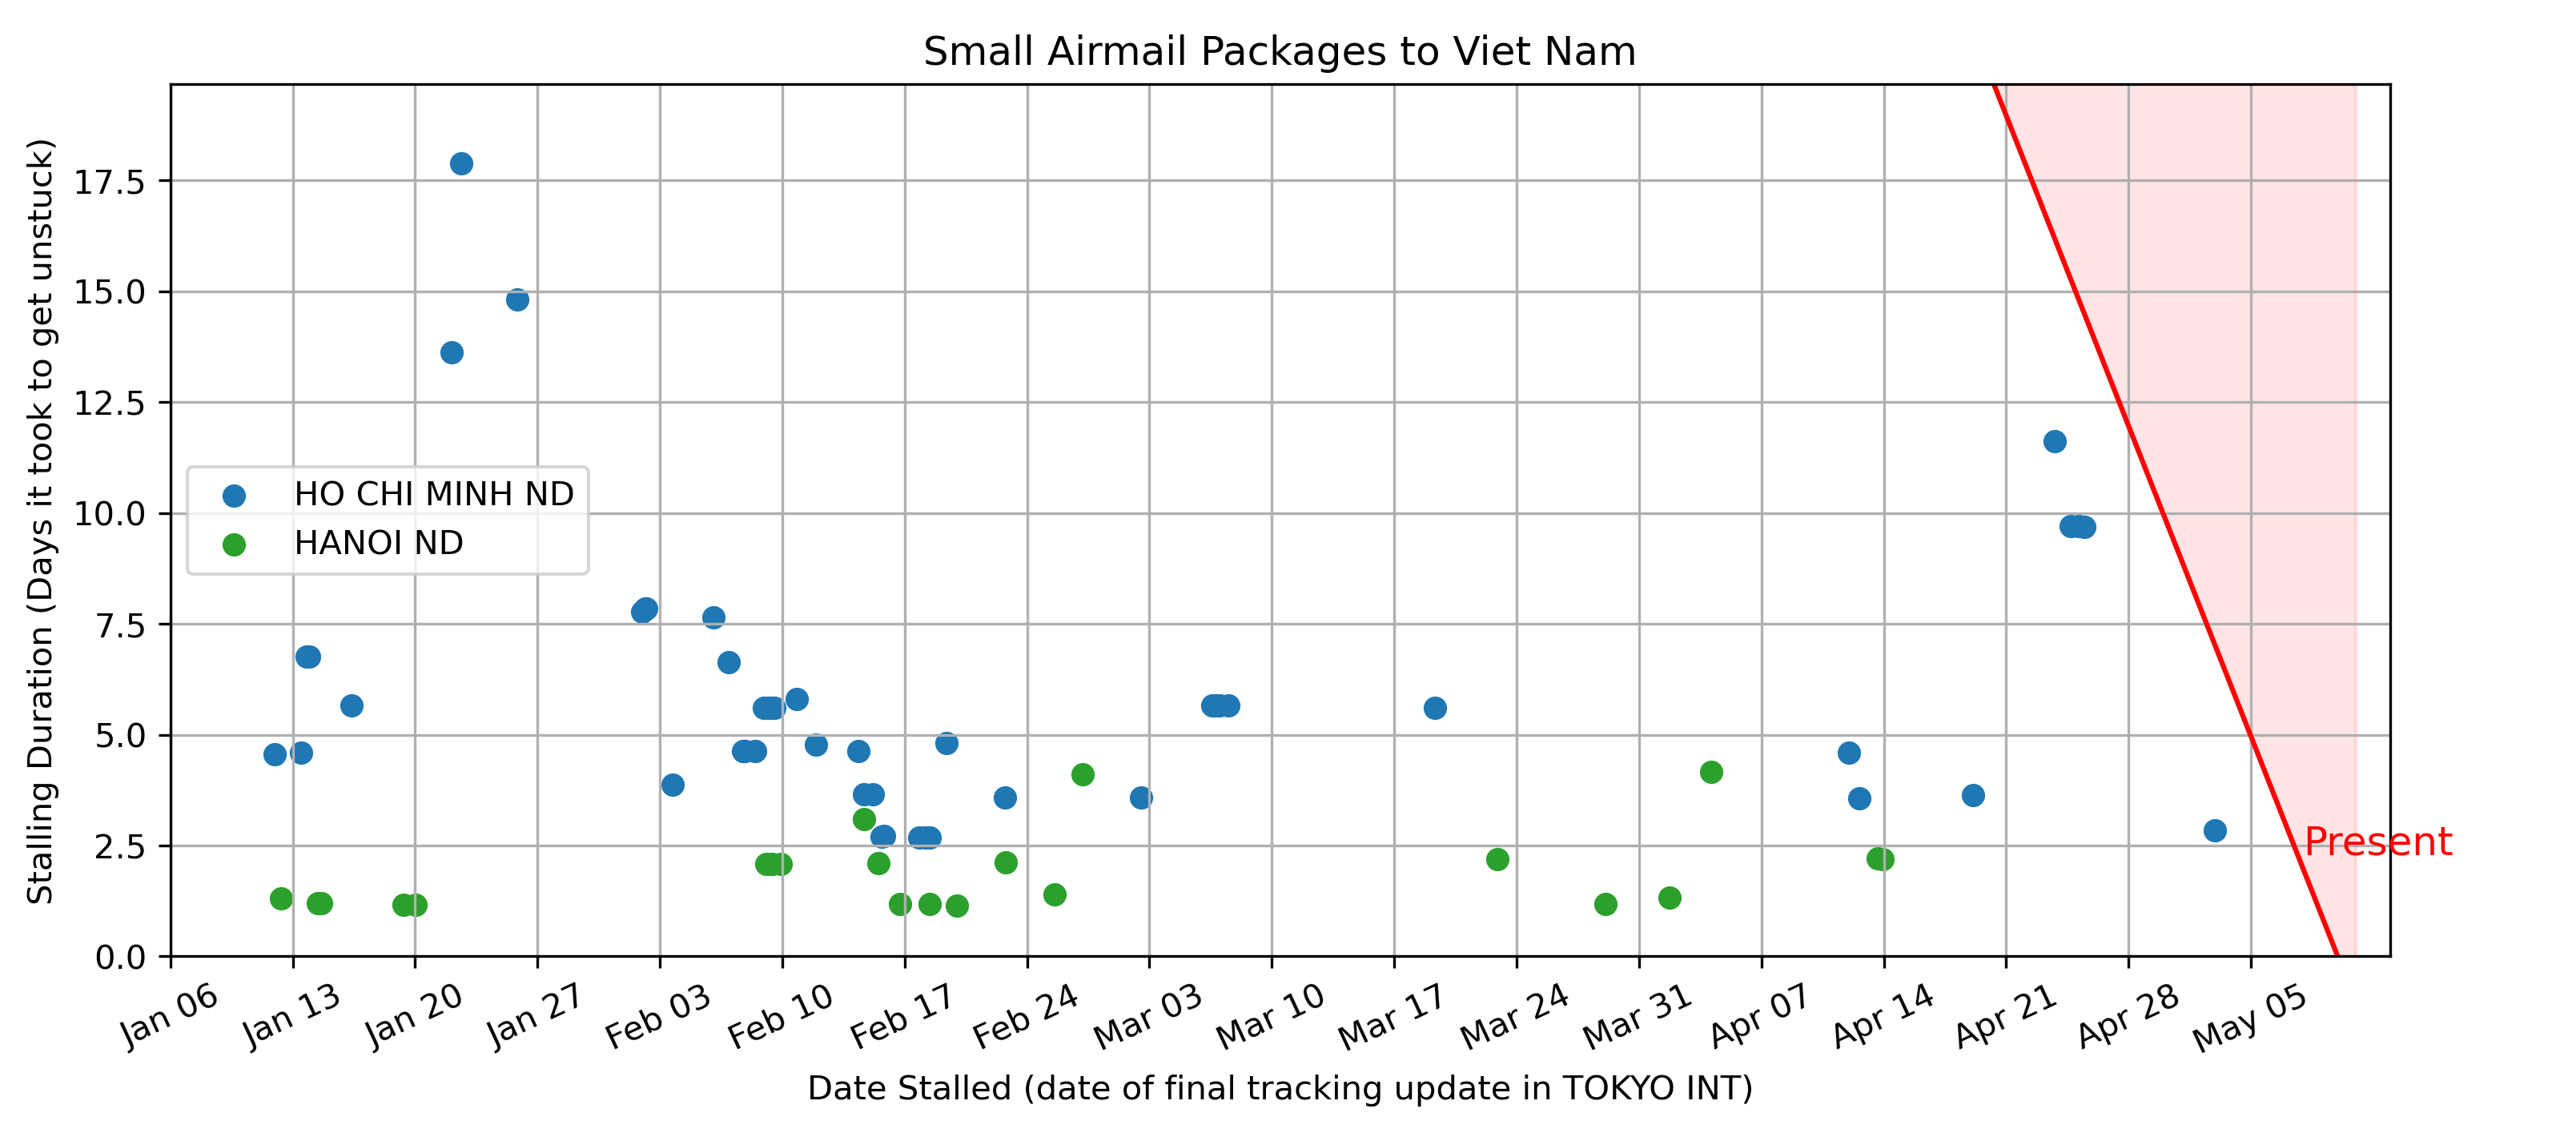 Small Airmail Packages to Viet Nam
Stalling Duration (Days it took to get unstuck)
17.5
15.0
12.5
10.0
7.5
5.0
2.5
0.0
HO CHI MINH ND
HANOI ND
Present
Jan 06
Jan 13
Jan 20
Jan 27
Feb 03
Feb 10
Feb 17
Feb 24
Mar 03
Mar 10
Mar 17
Mar 24
Mar 31
Apr 07
Apr 14
Apr 21
Apr 28
May 05
Date Stalled (date of final tracking update in TOKYO INT)